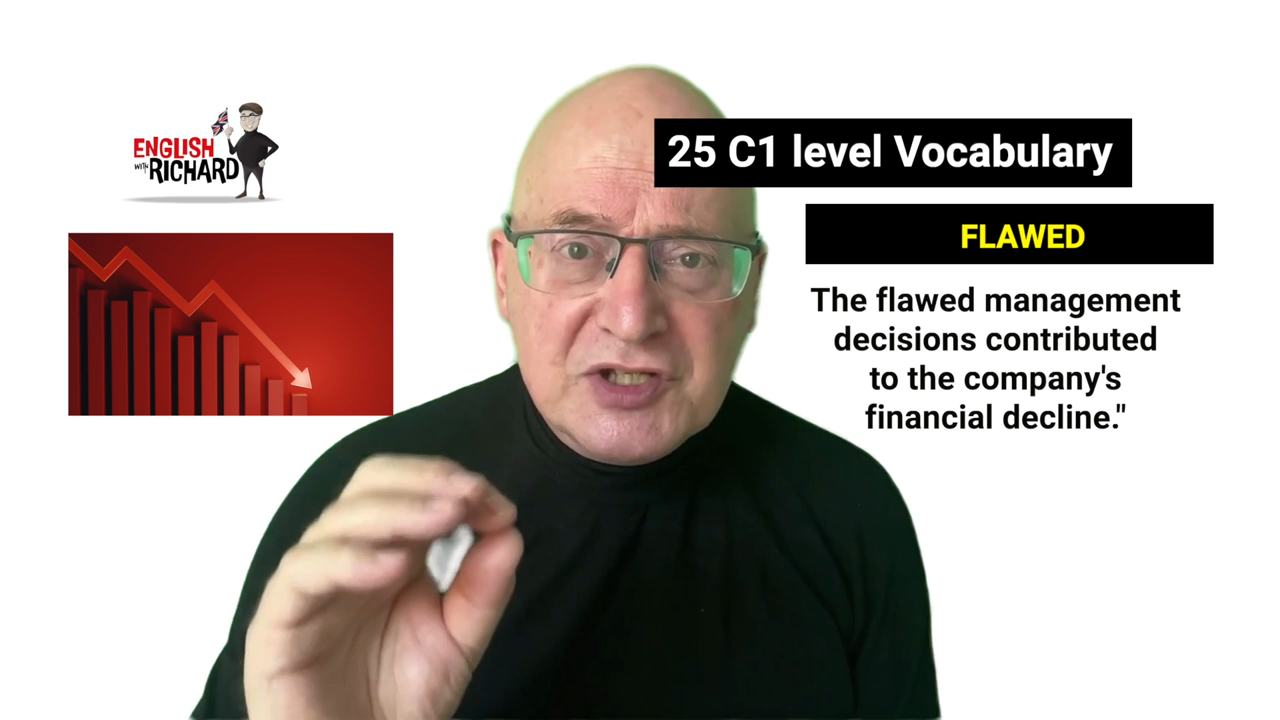 ENGLISH
WITH
RICHARD
25 C1 level Vocabulary
FLAWED
The flawed management
decisions contributed
to the company's
financial decline."